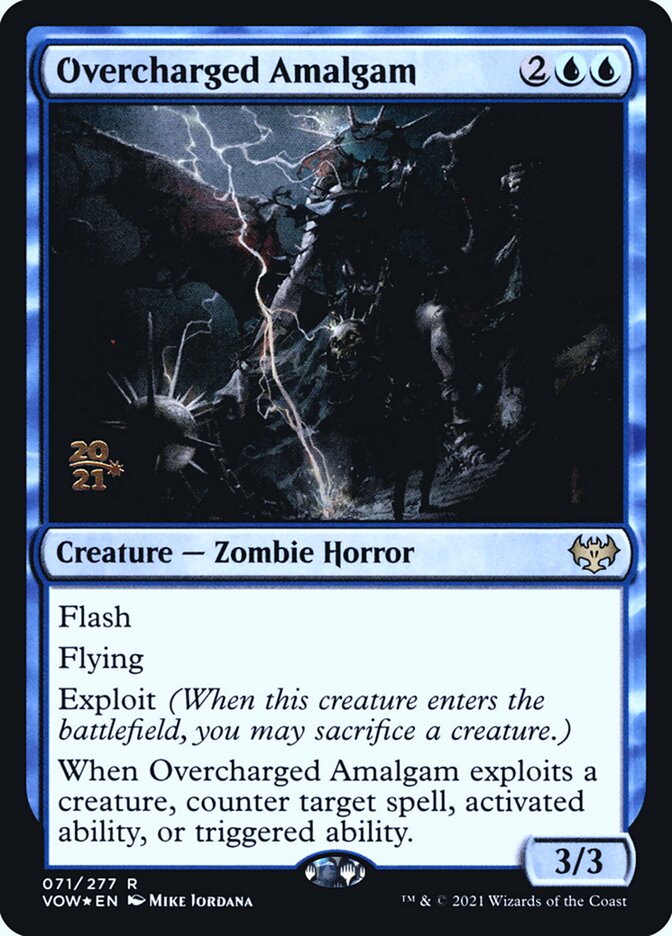 Overcharged Amalgam 2
20
21
Creature — Zombie Horror
Flash
Flying
Exploit (When this creature enters the
battlefield, you may sacrifice a creature.)
When Overcharged Amalgam exploits a
creature, counter target spell, activated
ability, or triggered ability.
3/3
071/277 R
VOW★EN Mike Jordana
™ & © 2021 Wizards of the Coast